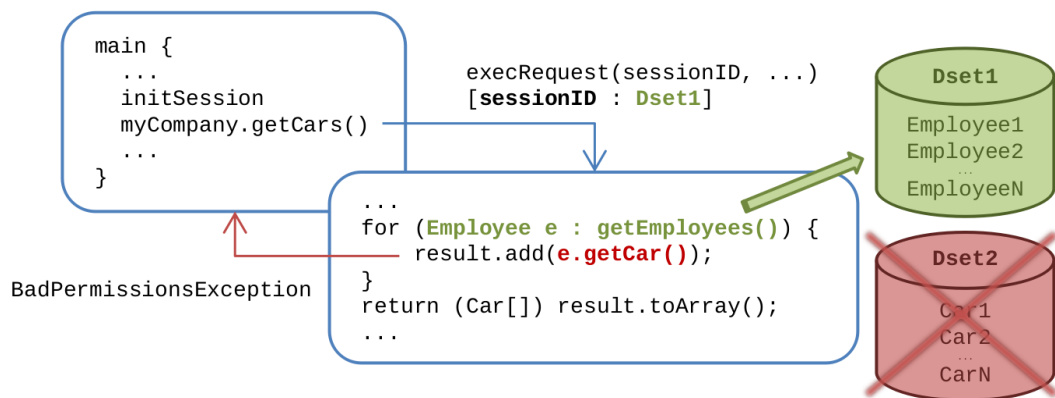 main {
...
initSession
myCompany.getCars()
...
}
execRequest(sessionID, ...)
[sessionID : Dset1]
...
for (Employee e : getEmployees()) {
result.add(e.getCar());
}
return (Car[]) result.toArray();
...
BadPermissionsException
Dset1
Employee1
Employee2
...
EmployeeN
Dset2
Car1
Car2
...
CarN